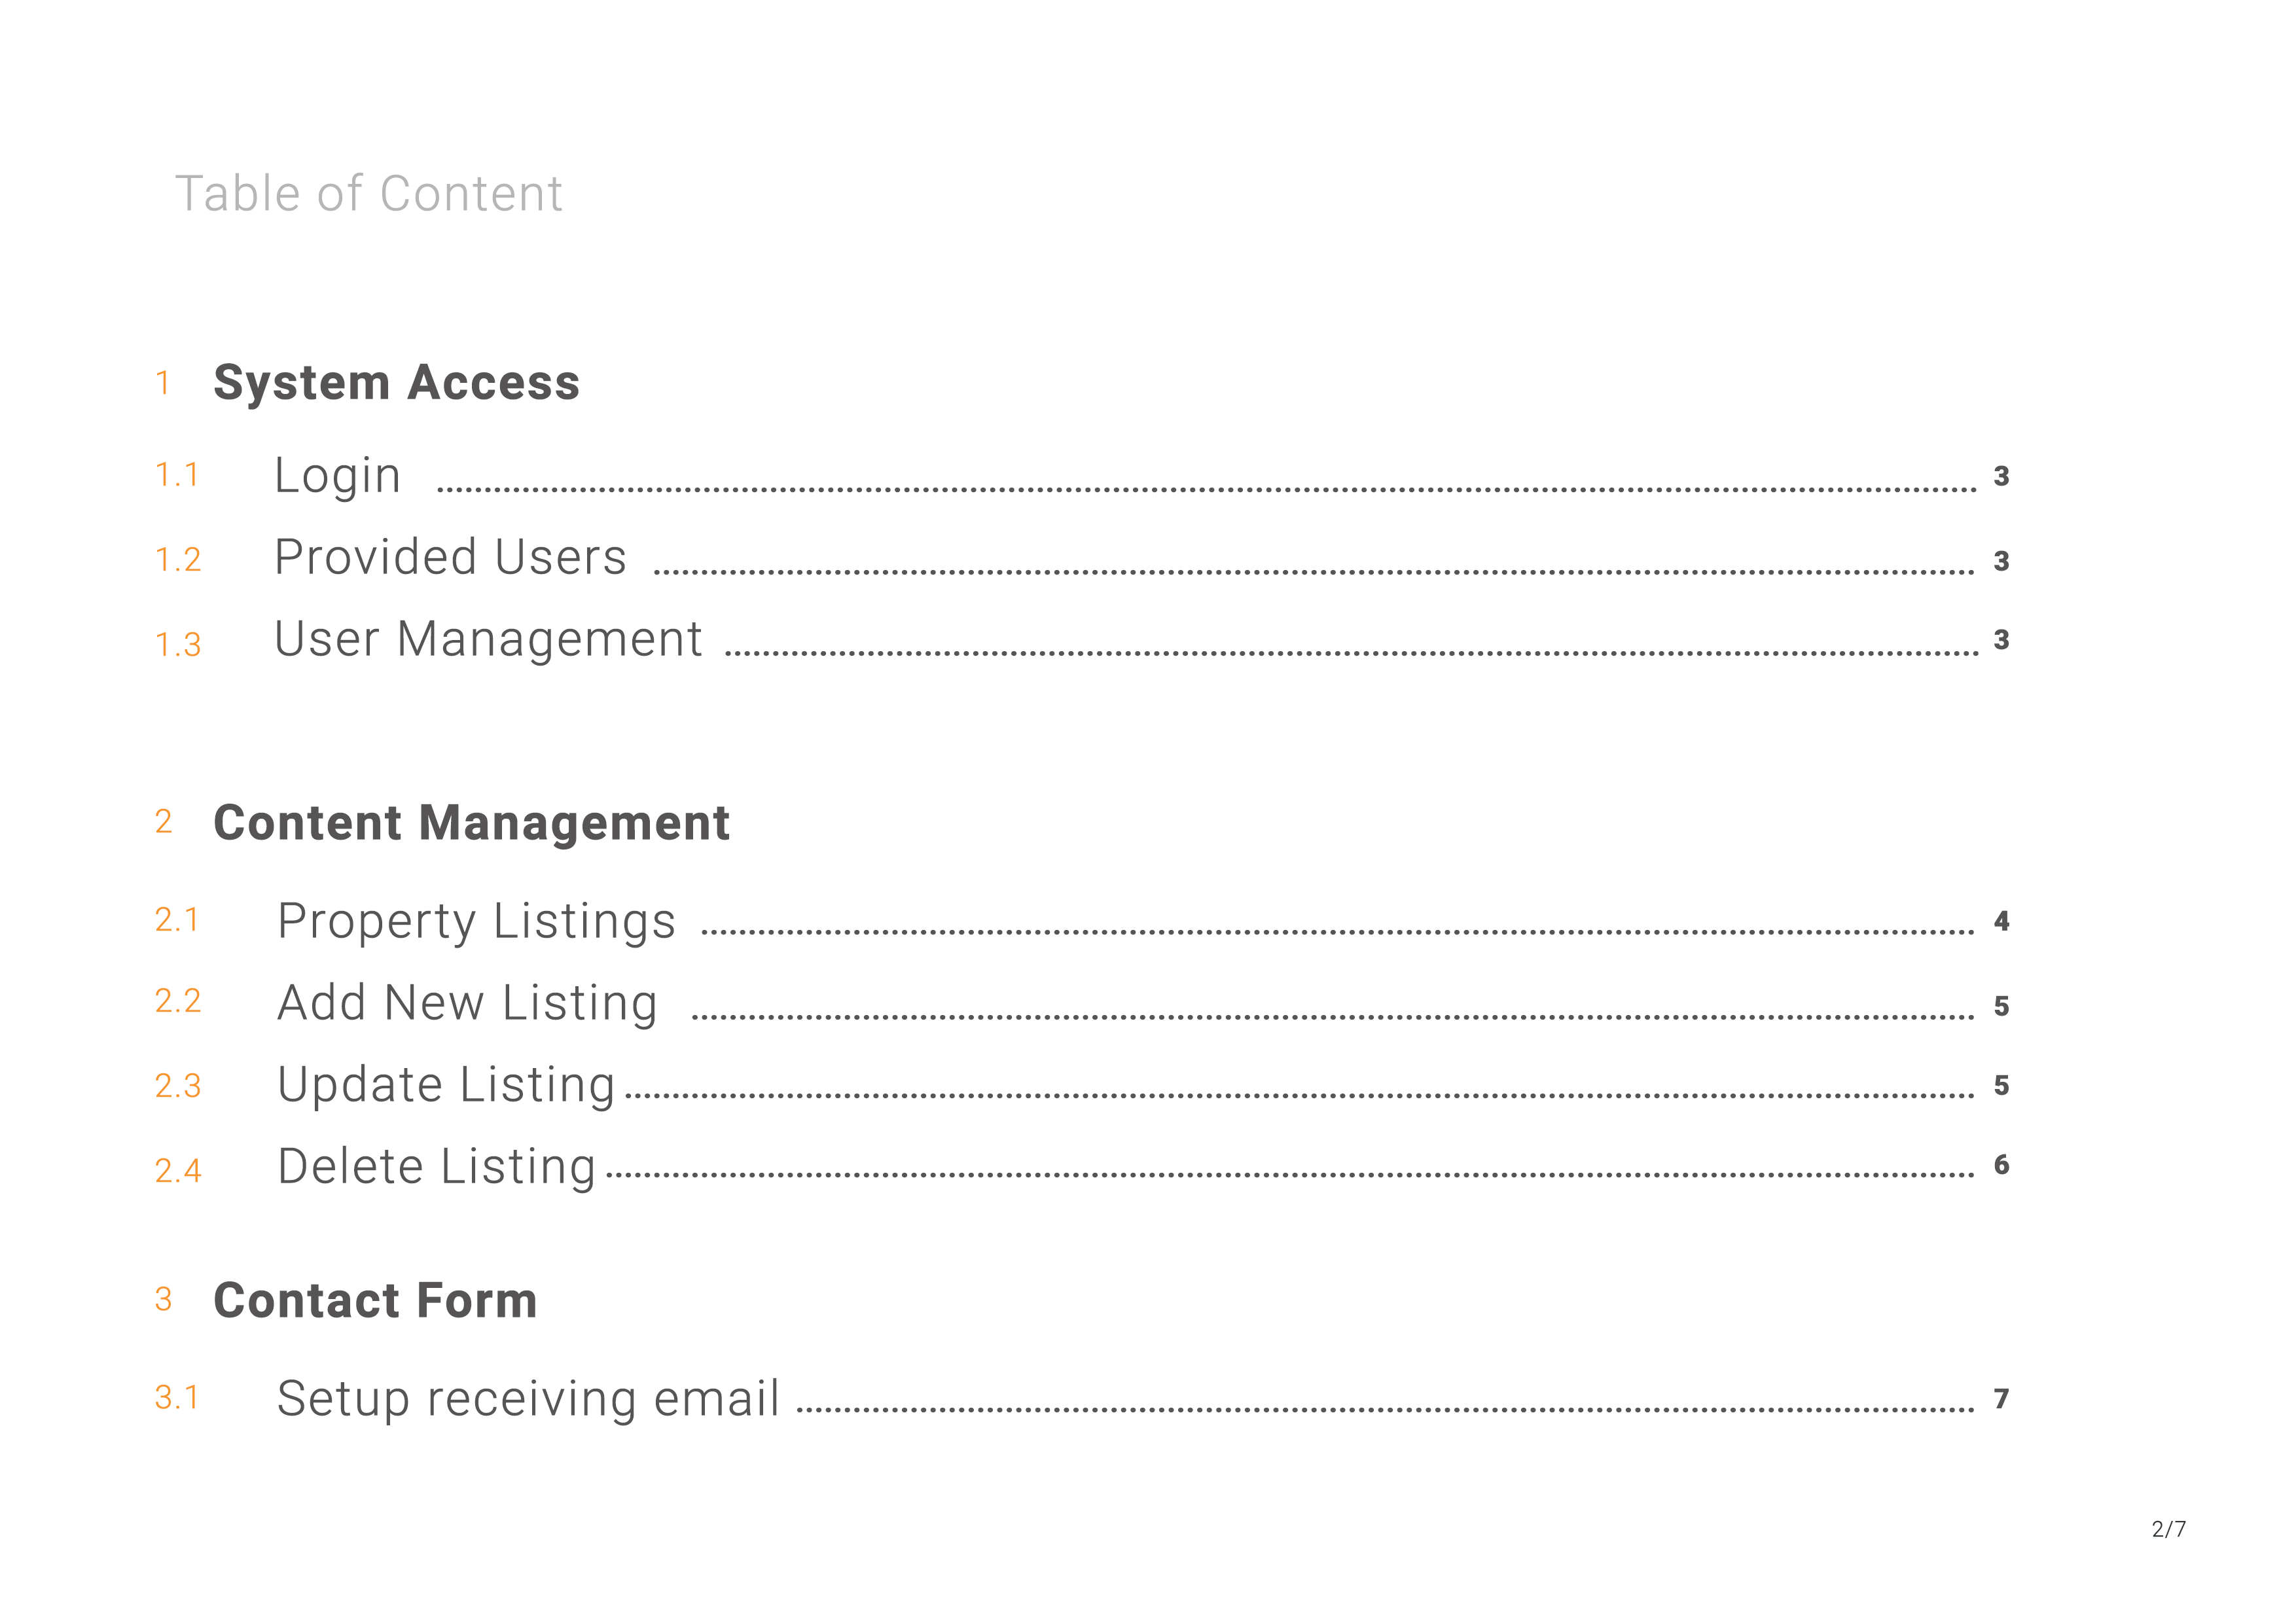 Table of Content
1 System Access
1.1 Login ........ 3
1.2 Provided Users ........ 3
1.3 User Management ........ 3
2 Content Management
2.1 Property Listings ........ 4
2.2 Add New Listing ........ 5
2.3 Update Listing ........ 5
2.4 Delete Listing ........ 6
3 Contact Form
3.1 Setup receiving email ........ 7
2/7